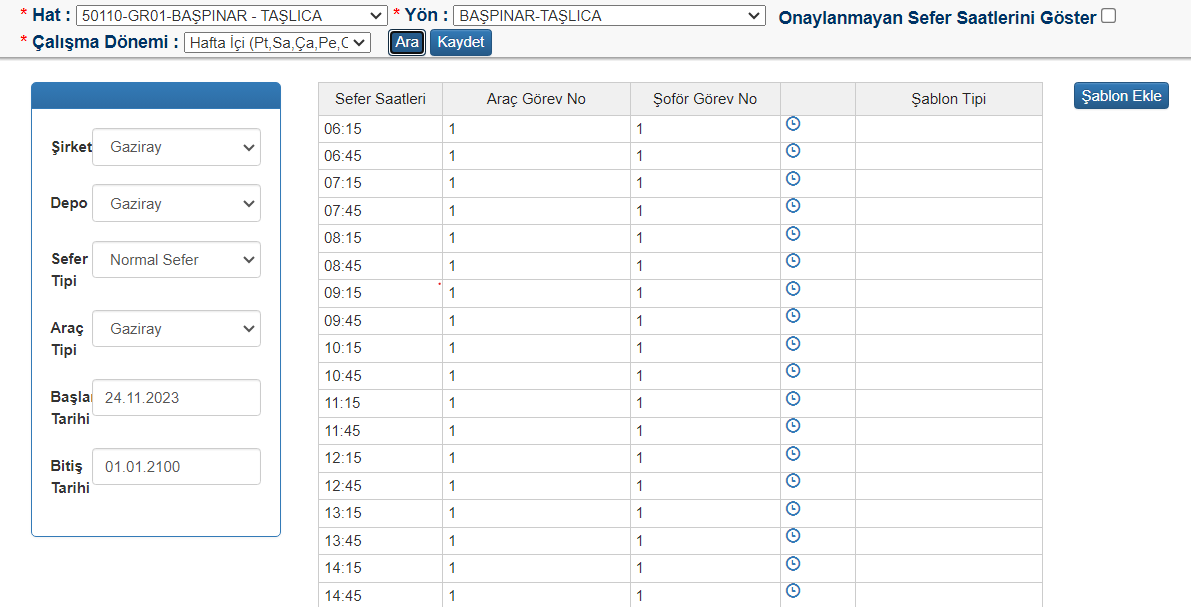 * Hat : 50110-GR01-BAŞPINAR - TAŞLICA * Yön : BAŞPINAR-TAŞLICA Onaylanmayan Sefer Saatlerini Göster
* Çalışma Dönemi : Hafta İçi (Pt,Sa,Ça,Pe,C Ara Kaydet
Şirket Gaziray
Depo Gaziray
Sefer Tipi Normal Sefer
Araç Tipi Gaziray
Başla Tarihi 24.11.2023
Bitiş Tarihi 01.01.2100
Sefer Saatleri Araç Görev No Şoför Görev No Şablon Tipi
06:15 1 1
06:45 1 1
07:15 1 1
07:45 1 1
08:15 1 1
08:45 1 1
09:15 1 1
09:45 1 1
10:15 1 1
10:45 1 1
11:15 1 1
11:45 1 1
12:15 1 1
12:45 1 1
13:15 1 1
13:45 1 1
14:15 1 1
14:45 1 1
Şablon Ekle